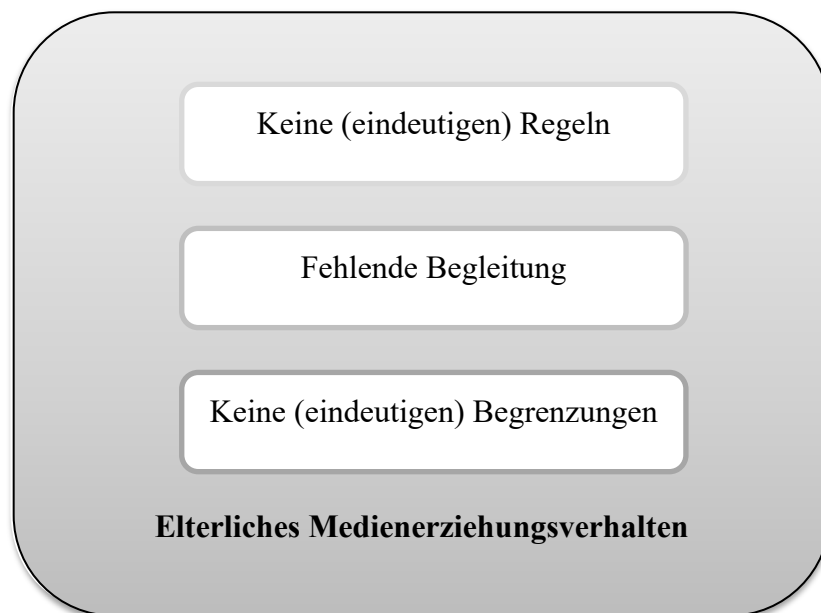 Keine (eindeutigen) Regeln
Fehlende Begleitung
Keine (eindeutigen) Begrenzungen
Elterliches Medienerziehungsverhalten